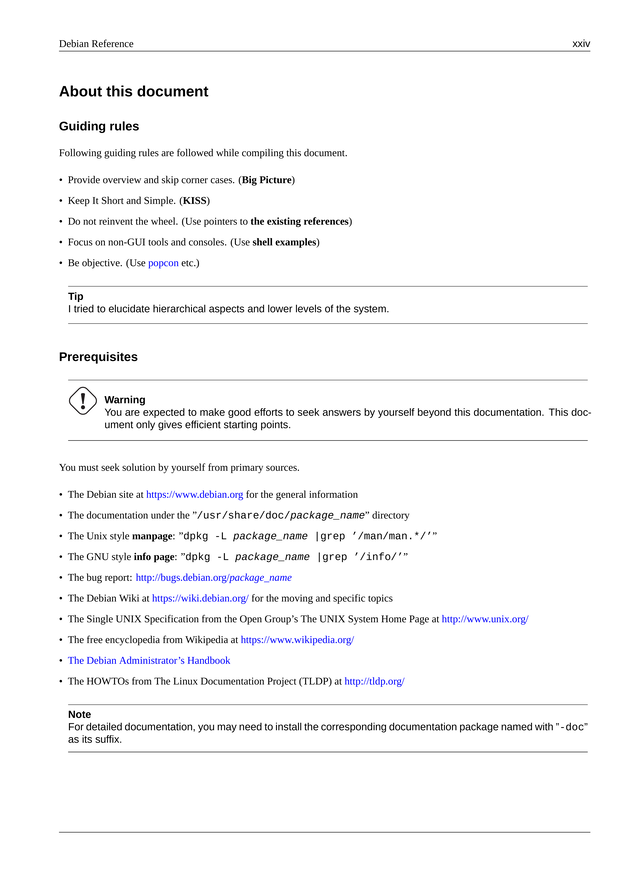 Debian Reference xxiv
About this document
Guiding rules
Following guiding rules are followed while compiling this document.
• Provide overview and skip corner cases. (Big Picture)
• Keep It Short and Simple. (KISS)
• Do not reinvent the wheel. (Use pointers to the existing references)
• Focus on non-GUI tools and consoles. (Use shell examples)
• Be objective. (Use popcon etc.)
Tip
I tried to elucidate hierarchical aspects and lower levels of the system.
Prerequisites
Warning
You are expected to make good efforts to seek answers by yourself beyond this documentation. This doc-
ument only gives efficient starting points.
You must seek solution by yourself from primary sources.
• The Debian site at https://www.debian.org for the general information
• The documentation under the "/usr/share/doc/package_name" directory
• The Unix style manpage: "dpkg -L package_name |grep '/man/man.*/'"
• The GNU style info page: "dpkg -L package_name |grep '/info/'"
• The bug report: http://bugs.debian.org/package_name
• The Debian Wiki at https://wiki.debian.org/ for the moving and specific topics
• The Single UNIX Specification from the Open Group's The UNIX System Home Page at http://www.unix.org/
• The free encyclopedia from Wikipedia at https://www.wikipedia.org/
• The Debian Administrator's Handbook
• The HOWTOs from The Linux Documentation Project (TLDP) at http://tldp.org/
Note
For detailed documentation, you may need to install the corresponding documentation package named with "-doc"
as its suffix.